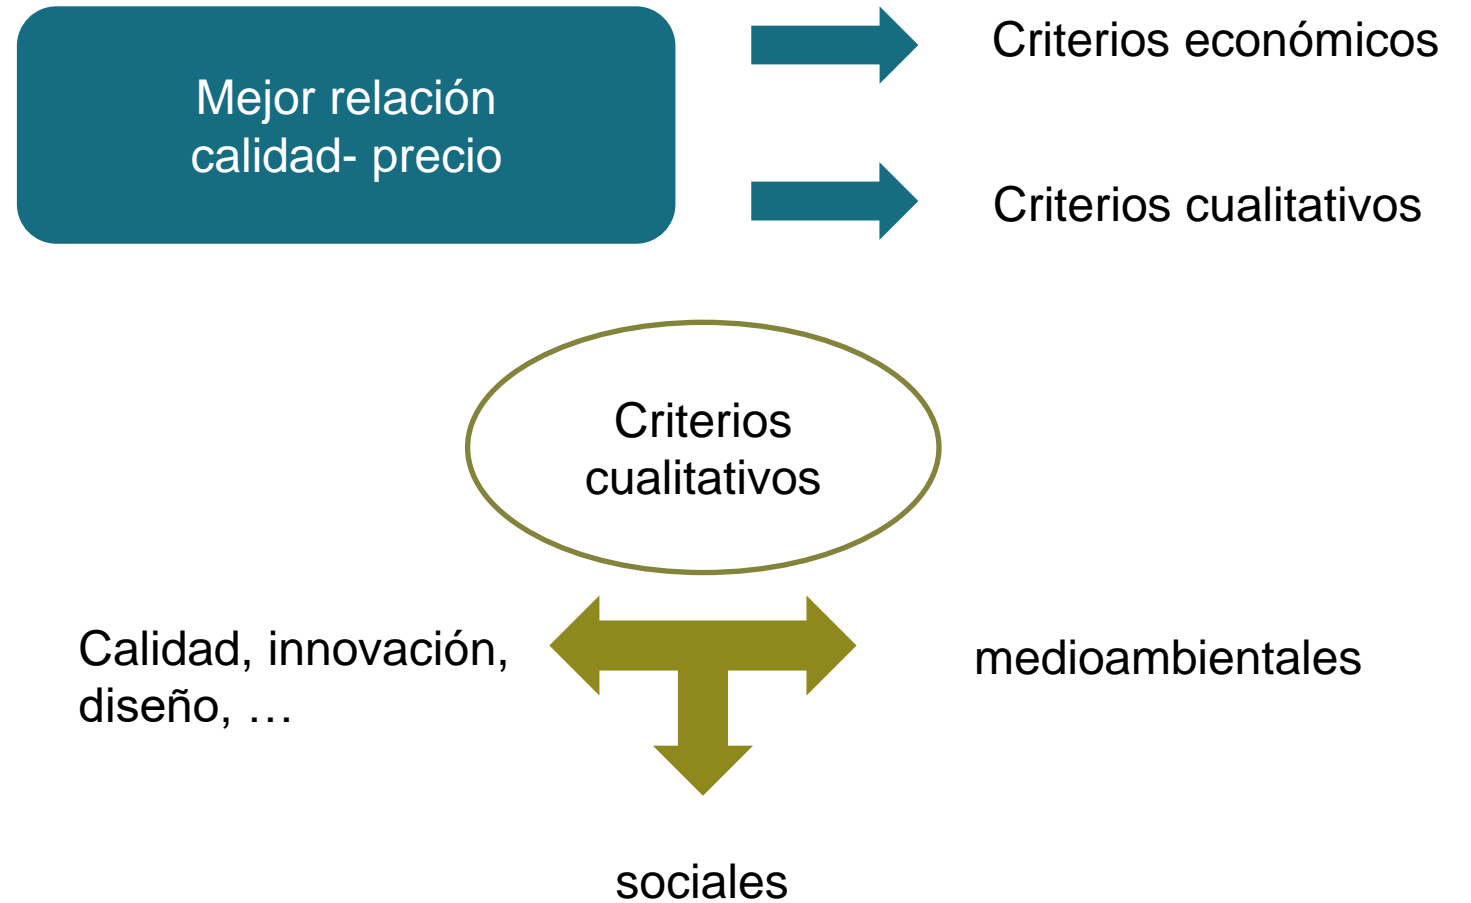 Mejor relación
calidad- precio
Criterios económicos
Criterios cualitativos
Criterios
cualitativos
Calidad, innovación,
diseño, …
medioambientales
sociales